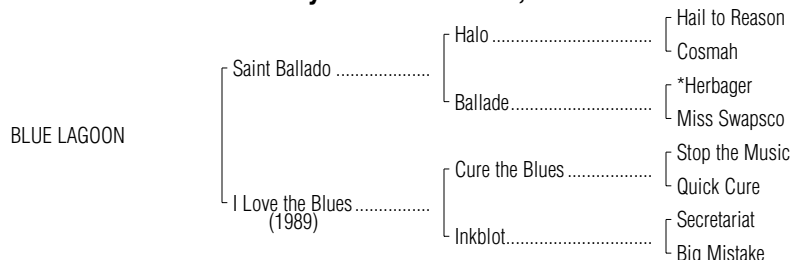 Hail to Reason
Halo ......................................
Cosmah
Saint Ballado ....................
*Herbager
Ballade..................................
Miss Swapsco
BLUE LAGOON
Stop the Music
Cure the Blues ....................
Quick Cure
I Love the Blues................
(1989)
Secretariat
Inkblot...................................
Big Mistake